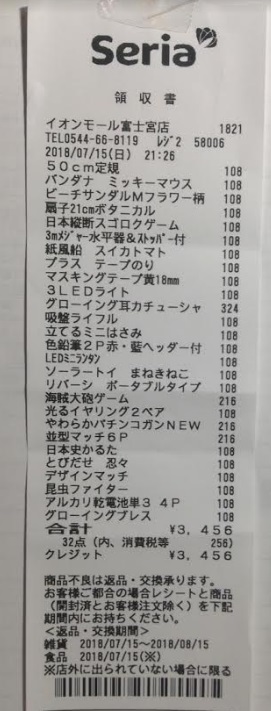 Seria
領収書
イオンモール富士宮店 1821
TEL0544-66-8119 レジ2 58006
2018/07/15(日) 21:26
50cm定規 108
バンダナ ミッキーマウス 108
ビーチサンダルMフラワー柄 108
扇子21cmボタニカル 108
日本縦断スゴロクゲーム 108
3mメジャー水平器&ストッパー付 108
紙風船 スイカトマト 108
プラス テープのり 108
マスキングテープ黄18mm 108
3LEDライト 108
グローイング耳カチューシャ 324
吸盤ライフル 108
立てるミニはさみ 108
色鉛筆2P赤・藍ヘッダー付 108
LEDミニランタン 108
ソーラートイ まねきねこ 108
リバーシ ポータブルタイプ 108
海賊大砲ゲーム 216
光るイヤリング2ペア 108
やわらかパチンコガンNEW 216
並型マッチ6P 216
日本史かるた 108
とびだせ 忍々 108
デザインマッチ 108
昆虫ファイター 108
アルカリ乾電池単3 4P 108
グローイングブレス 108
合計 ¥3,456
32点(内、消費税等 256)
クレジット ¥3,456
商品不良は返品・交換承ります。
お客様ご都合の場合レシートと商品
(開封済とお客様注文除く)を下記
期間内にお持ちください。
<返品・交換期間>
雑貨 2018/07/15~2018/08/15
食品 2018/07/15(※)
※店外に出られていない場合に限る